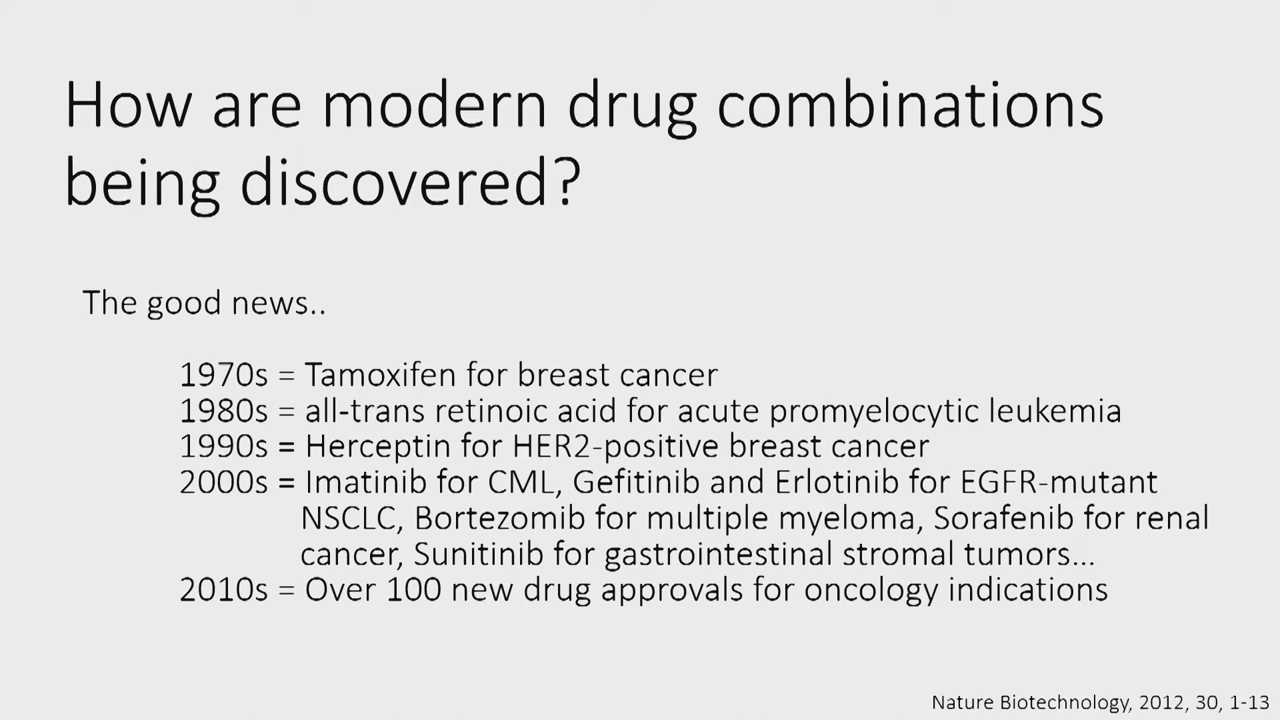 How are modern drug combinations
being discovered?
The good news..
1970s = Tamoxifen for breast cancer
1980s = all-trans retinoic acid for acute promyelocytic leukemia
1990s = Herceptin for HER2-positive breast cancer
2000s = Imatinib for CML, Gefitinib and Erlotinib for EGFR-mutant
NSCLC, Bortezomib for multiple myeloma, Sorafenib for renal
cancer, Sunitinib for gastrointestinal stromal tumors...
2010s = Over 100 new drug approvals for oncology indications
Nature Biotechnology, 2012, 30, 1-13